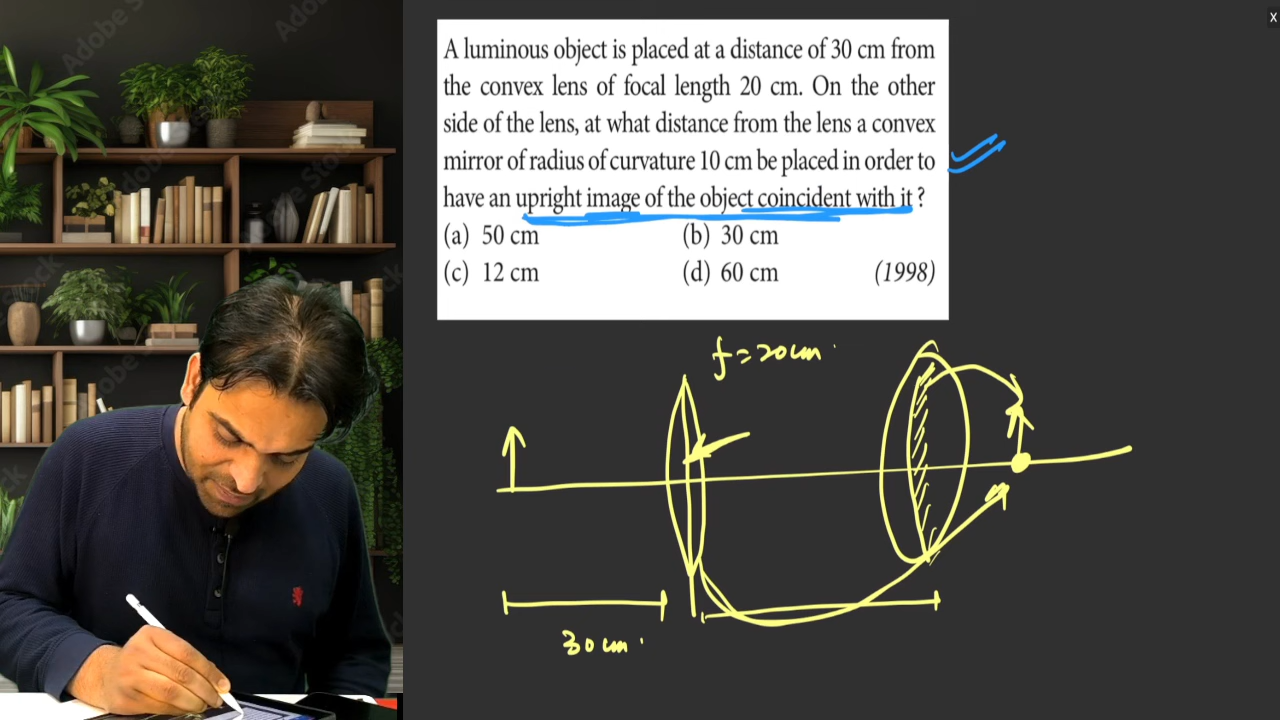 A luminous object is placed at a distance of 30 cm from
the convex lens of focal length 20 cm. On the other
side of the lens, at what distance from the lens a convex
mirror of radius of curvature 10 cm be placed in order to
have an upright image of the object coincident with it ?
(a) 50 cm (b) 30 cm
(c) 12 cm (d) 60 cm (1998)
f = 20 cm
30 cm
Adobe Stock
X